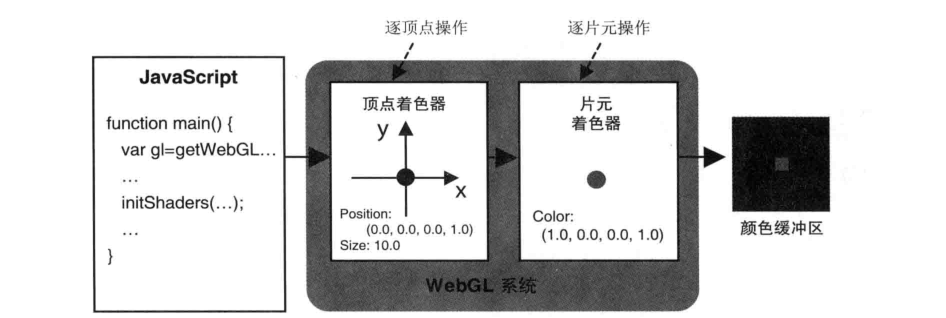 逐顶点操作
逐片元操作
JavaScript
function main() {
var gl=getWebGL…
…
initShaders(…);
…
}
顶点着色器
y
x
Position:
(0.0, 0.0, 0.0, 1.0)
Size: 10.0
片元
着色器
Color:
(1.0, 0.0, 0.0, 1.0)
WebGL 系统
颜色缓冲区